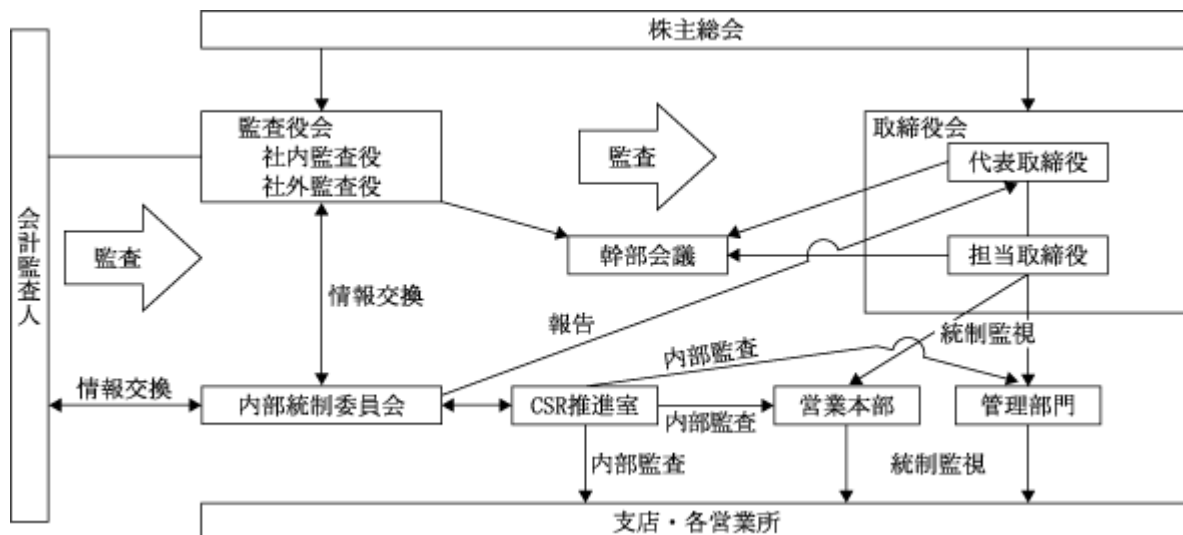 株主総会
監査役会
社内監査役
社外監査役
監査
取締役会
代表取締役
会計監査人
監査
幹部会議
担当取締役
情報交換
報告
統制監視
内部監査
情報交換
内部統制委員会
CSR推進室
内部監査
営業本部
管理部門
内部監査
統制監視
支店・各営業所